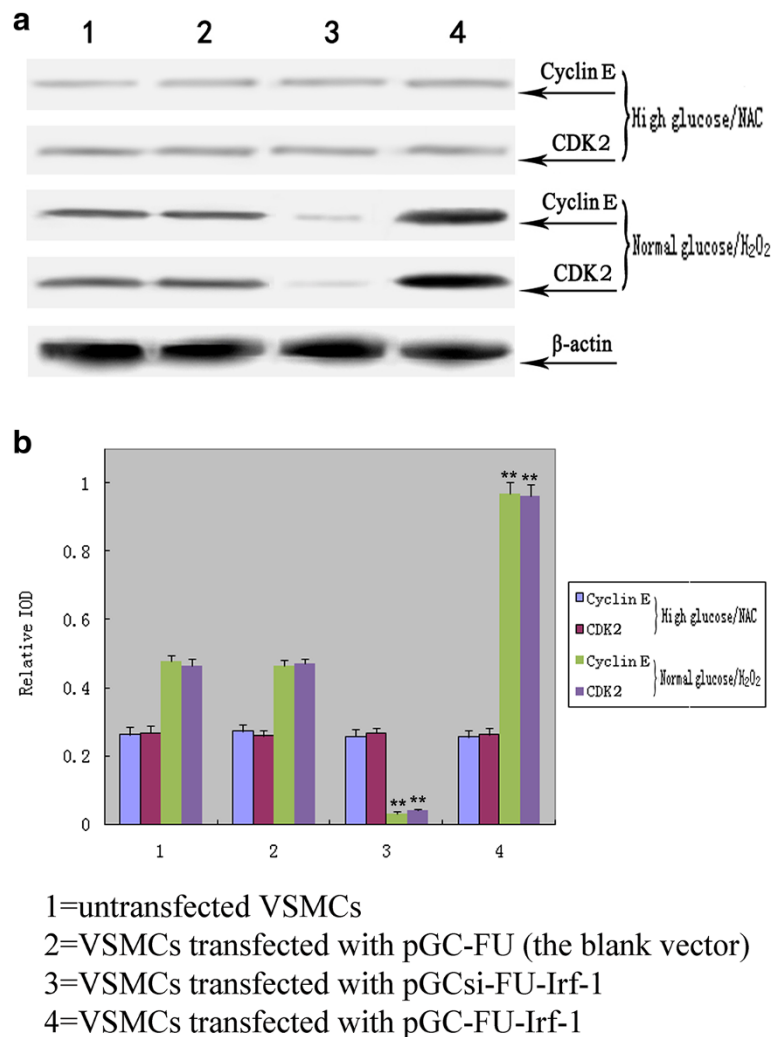 a
1 2 3 4
Cyclin E
CDK2
High glucose/NAC
Cyclin E
CDK2
Normal glucose/H₂O₂
β-actin
b
Relative IOD
1
0.8
0.6
0.4
0.2
0
** **
** **
1 2 3 4
Cyclin E
CDK2
High glucose/NAC
Cyclin E
CDK2
Normal glucose/H₂O₂
1=untransfected VSMCs
2=VSMCs transfected with pGC-FU (the blank vector)
3=VSMCs transfected with pGCsi-FU-Irf-1
4=VSMCs transfected with pGC-FU-Irf-1